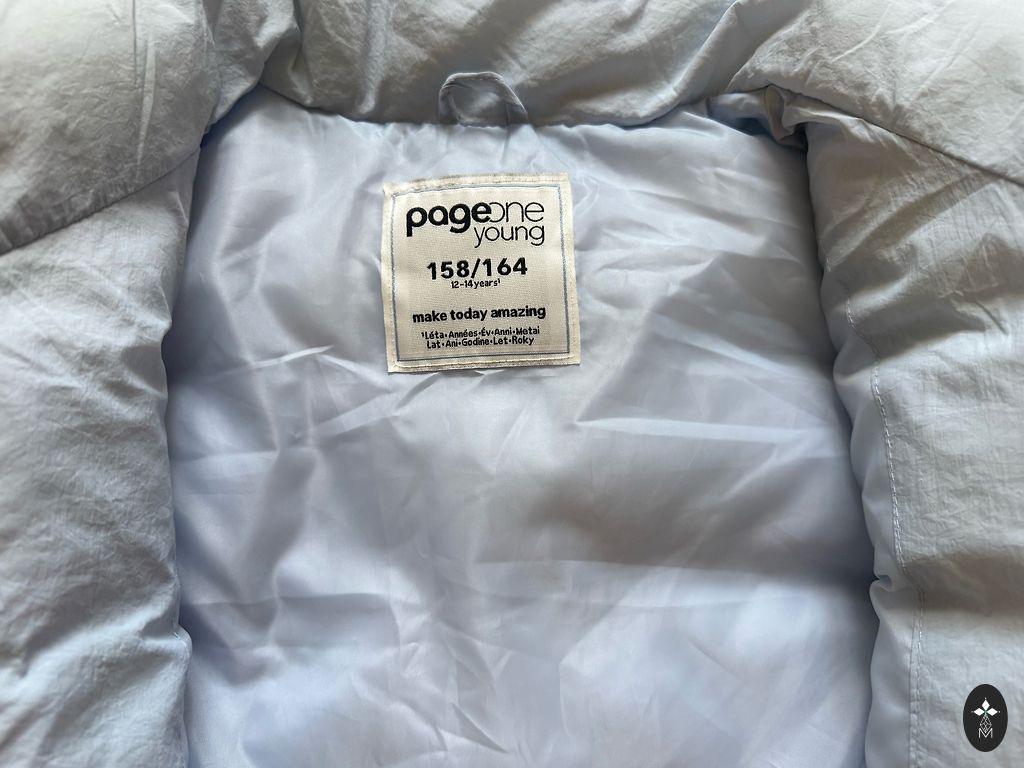 pageone
young
158/164
12-14years¹
make today amazing
¹Léta•Années•Év•Anni•Metai
Lat•Ani•Godine•Let•Roky
M